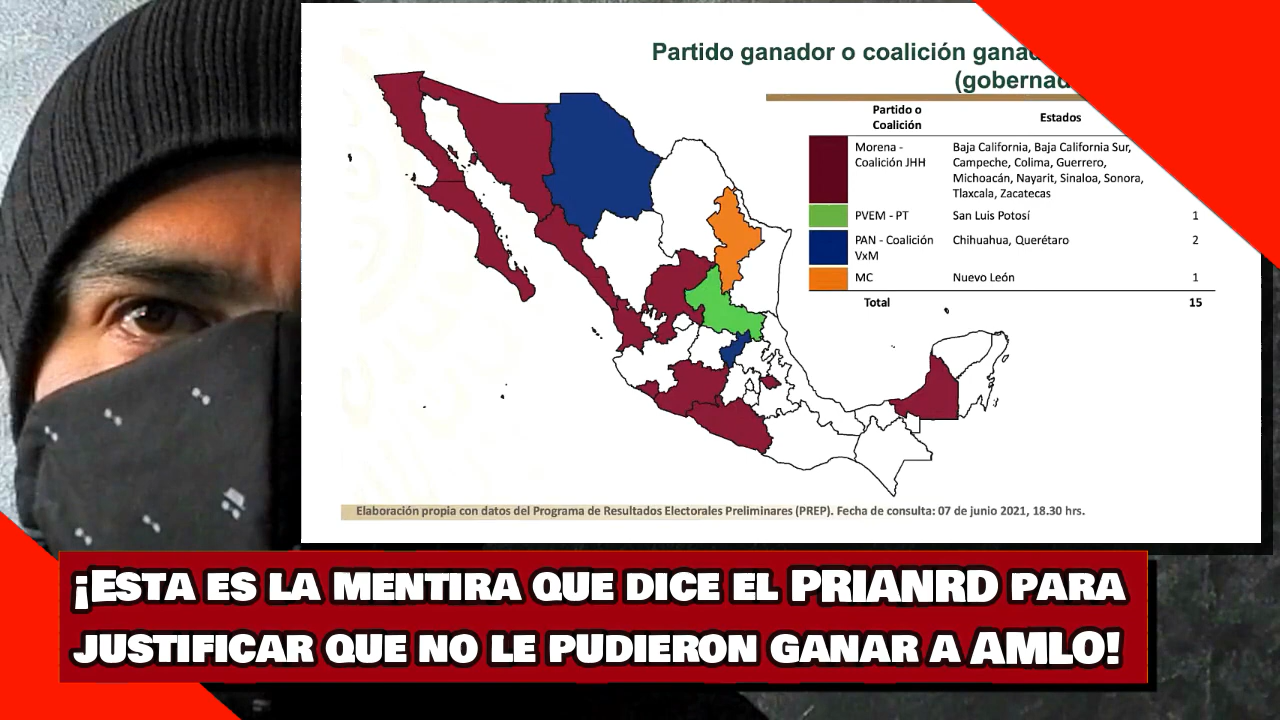 Partido ganador o coalición
(gobernad
Partido o
Coalición
Estados
Morena -
Coalición JHH
Baja California, Baja California Sur,
Campeche, Colima, Guerrero,
Michoacán, Nayarit, Sinaloa, Sonora,
Tlaxcala, Zacatecas
PVEM - PT
San Luis Potosí
1
PAN - Coalición
VxM
Chihuahua, Querétaro
2
MC
Nuevo León
1
Total
15
Elaboración propia con datos del Programa de Resultados Electorales Preliminares (PREP). Fecha de consulta: 07 de junio 2021, 18.30 hrs.
¡ESTA ES LA MENTIRA QUE DICE EL PRIANRD PARA
JUSTIFICAR QUE NO LE PUDIERON GANAR A AMLO!